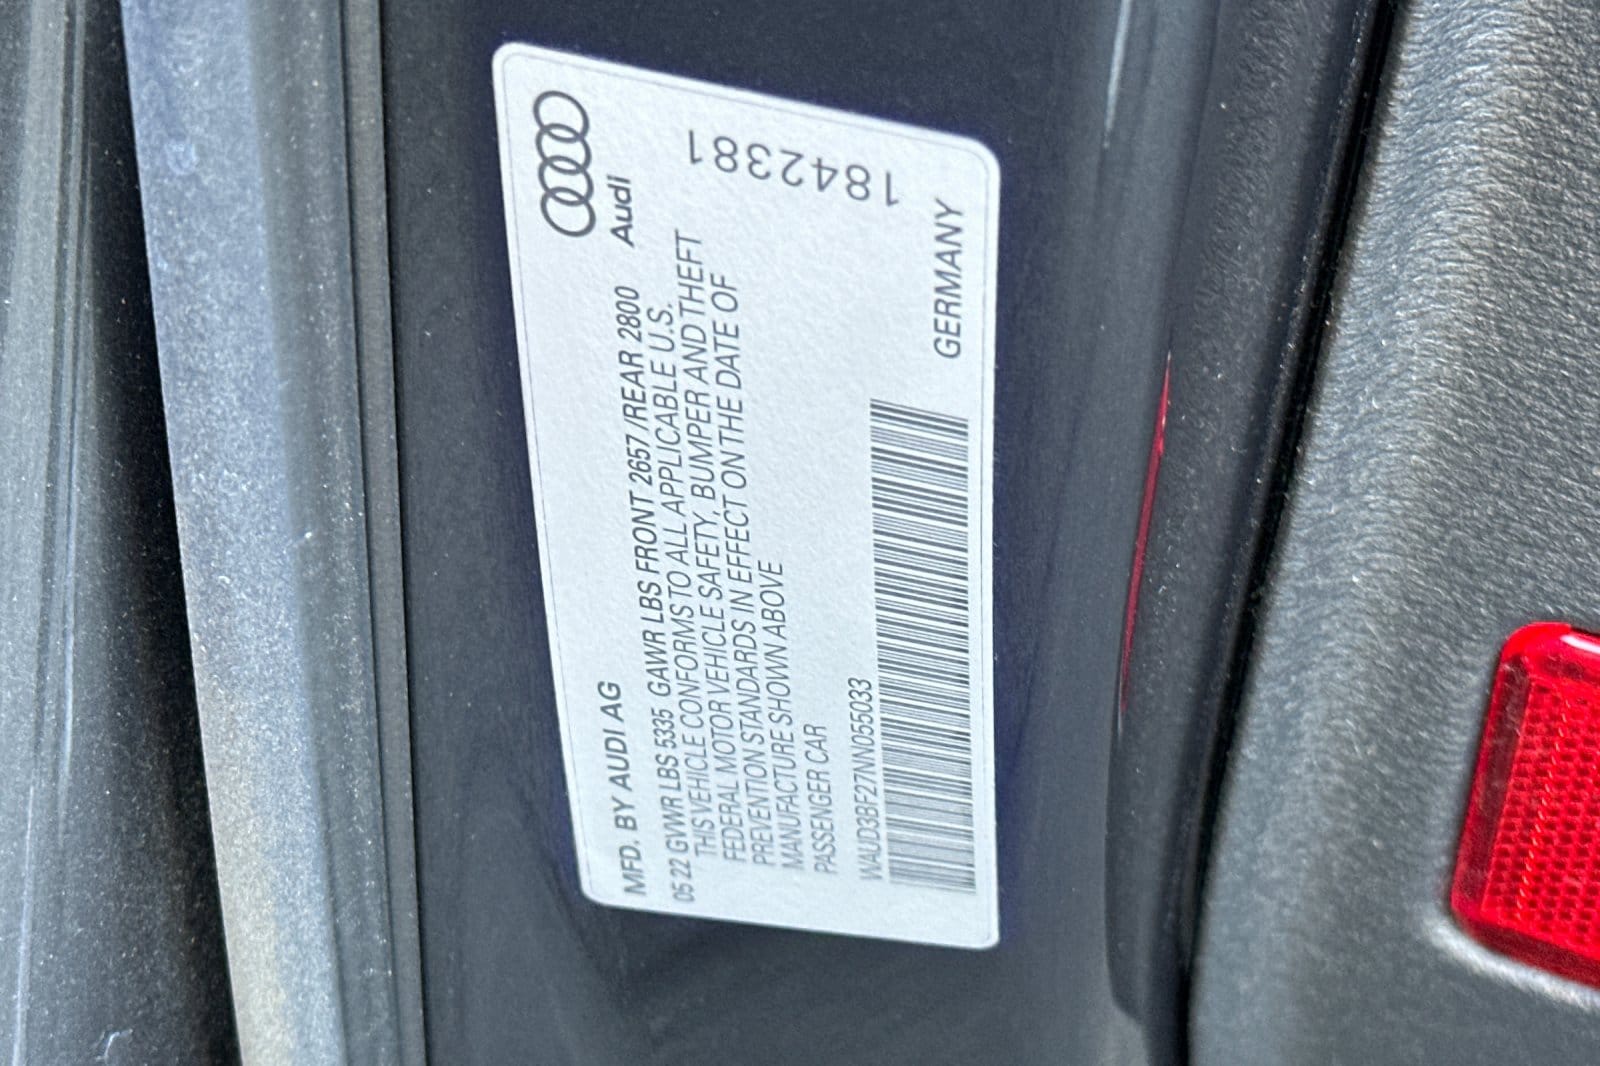 MFD. BY AUDI AG
Audi
05 22 GVWR LBS 5335 GAWR LBS FRONT 2657 /REAR 2800
THIS VEHICLE CONFORMS TO ALL APPLICABLE U.S.
FEDERAL MOTOR VEHICLE SAFETY, BUMPER AND THEFT
PREVENTION STANDARDS IN EFFECT ON THE DATE OF
MANUFACTURE SHOWN ABOVE
PASSENGER CAR
WAUD3BF27NN055033
GERMANY
1842381